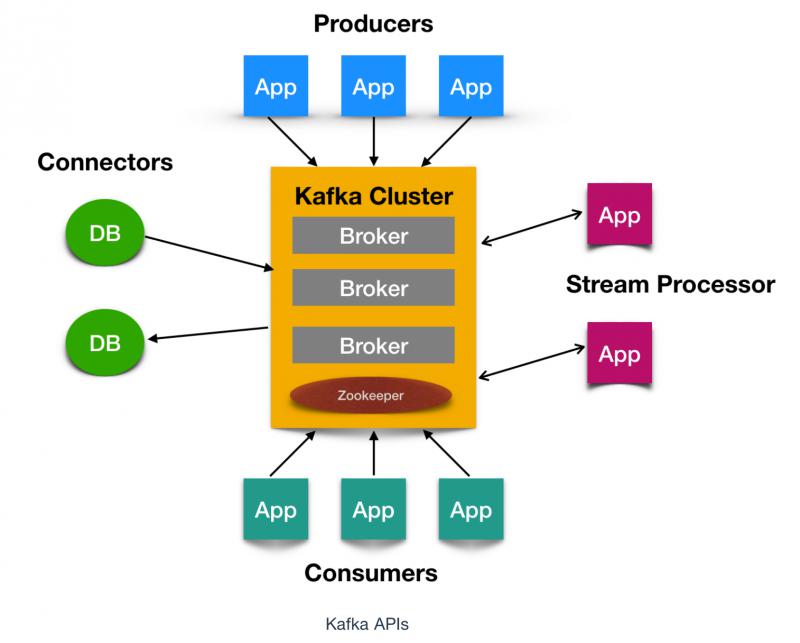 Producers
App
App
App
Connectors
DB
DB
Kafka Cluster
Broker
Broker
Broker
Zookeeper
App
Stream Processor
App
App
App
App
Consumers
Kafka APIs